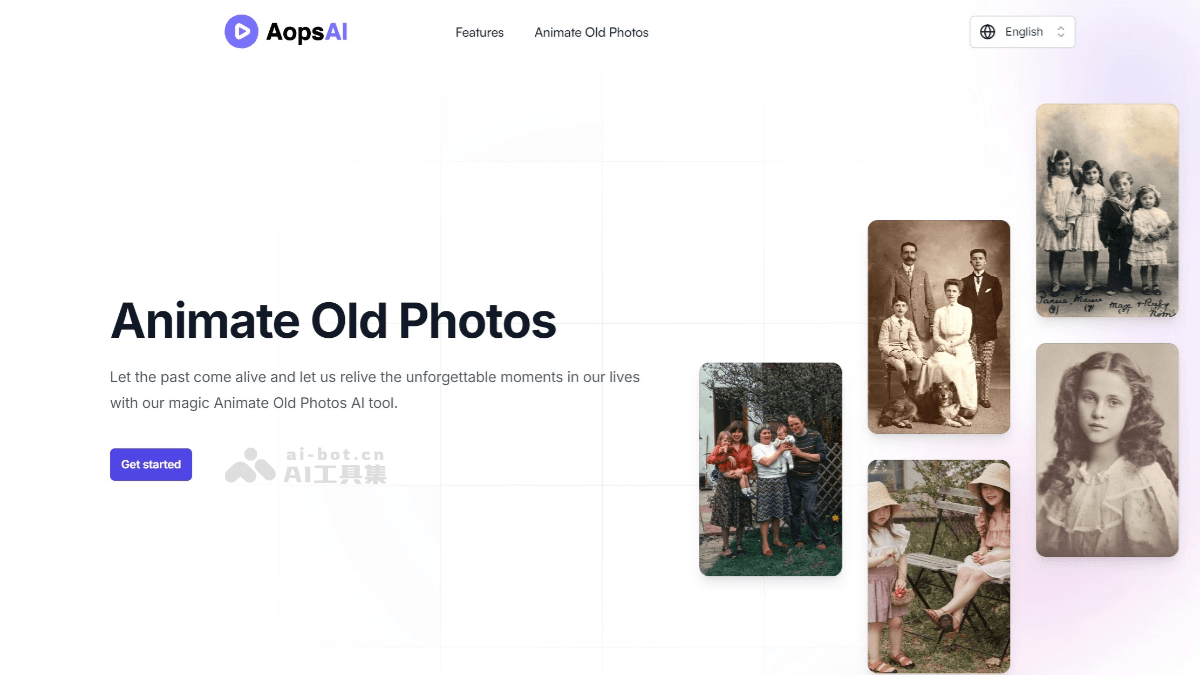 AopsAI
Features
Animate Old Photos
English
Animate Old Photos
Let the past come alive and let us relive the unforgettable moments in our lives
with our magic Animate Old Photos AI tool.
Get started
ai-bot.cn
AI工具集